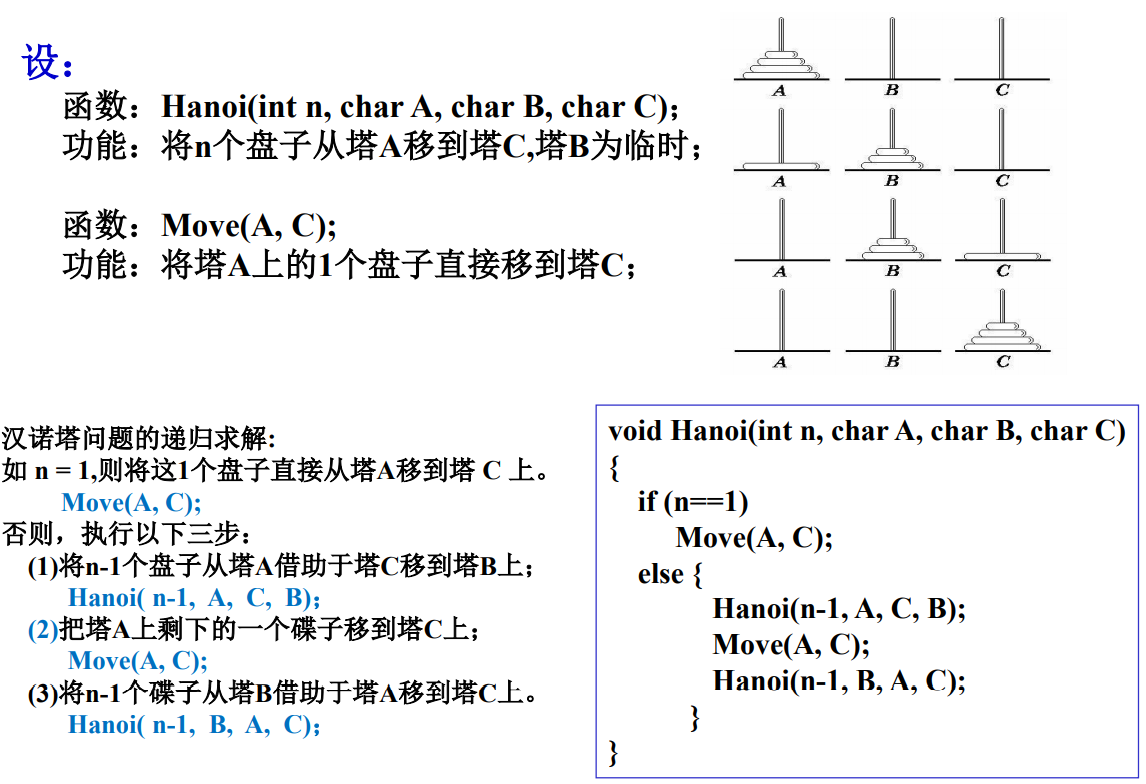 设：
函数：Hanoi(int n, char A, char B, char C)；
功能：将n个盘子从塔A移到塔C,塔B为临时；
函数：Move(A, C);
功能：将塔A上的1个盘子直接移到塔C；
A B C
A B C
A B C
A B C
汉诺塔问题的递归求解:
如 n = 1,则将这1个盘子直接从塔A移到塔 C 上。
Move(A, C);
否则，执行以下三步：
(1)将n-1个盘子从塔A借助于塔C移到塔B上；
Hanoi( n-1, A, C, B)；
(2)把塔A上剩下的一个碟子移到塔C上；
Move(A, C);
(3)将n-1个碟子从塔B借助于塔A移到塔C上。
Hanoi( n-1, B, A, C)；
void Hanoi(int n, char A, char B, char C)
{
if (n==1)
Move(A, C);
else {
Hanoi(n-1, A, C, B);
Move(A, C);
Hanoi(n-1, B, A, C);
}
}